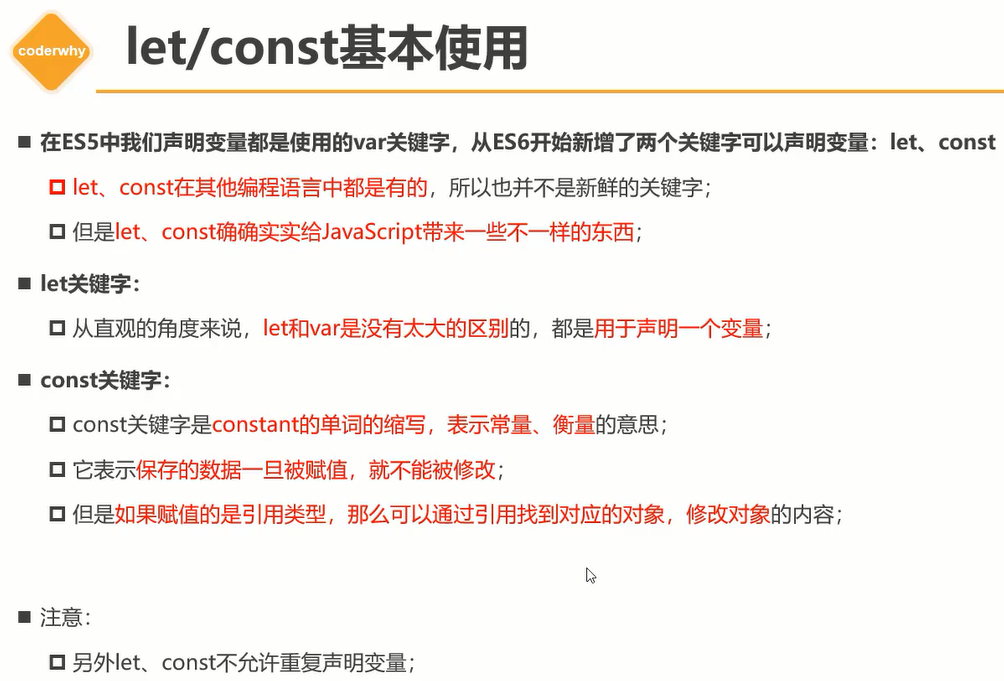 coderwhy
let/const基本使用
在ES5中我们声明变量都是使用的var关键字，从ES6开始新增了两个关键字可以声明变量：let、const
let、const在其他编程语言中都是有的，所以也并不是新鲜的关键字；
但是let、const确确实实给JavaScript带来一些不一样的东西；
let关键字：
从直观的角度来说，let和var是没有太大的区别的，都是用于声明一个变量；
const关键字：
const关键字是constant的单词的缩写，表示常量、衡量的意思；
它表示保存的数据一旦被赋值，就不能被修改；
但是如果赋值的是引用类型，那么可以通过引用找到对应的对象，修改对象的内容；
注意：
另外let、const不允许重复声明变量；